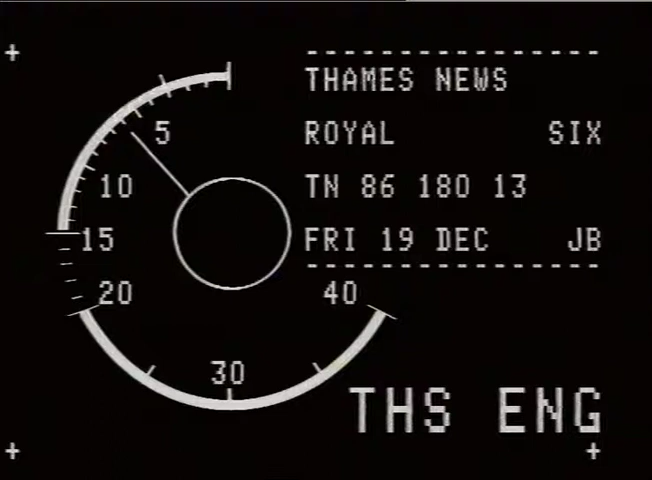 THAMES NEWS
ROYAL SIX
TN 86 180 13
FRI 19 DEC JB
5
10
15
20
30
40
THS ENG